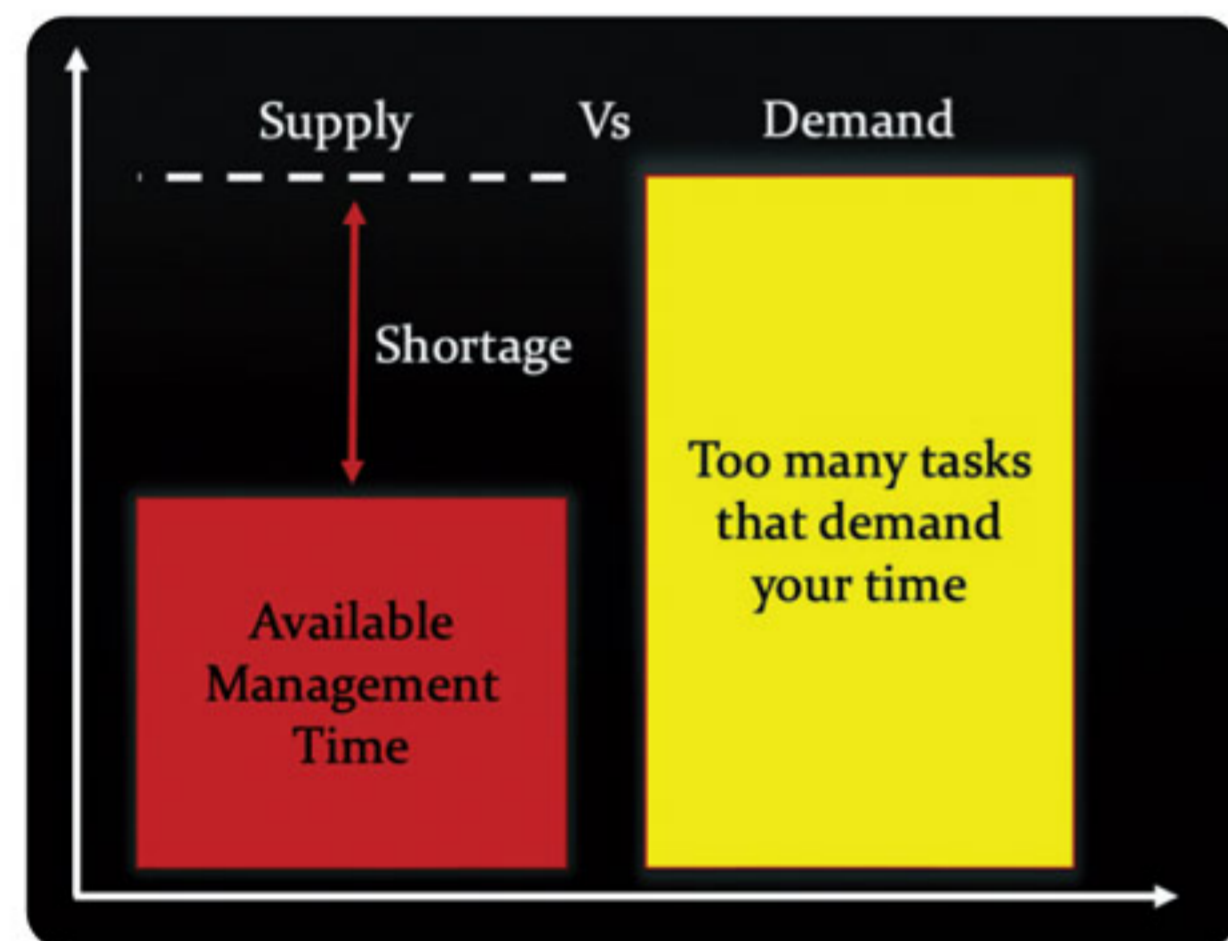 Supply Vs Demand
Shortage
Too many tasks
that demand
your time
Available
Management
Time